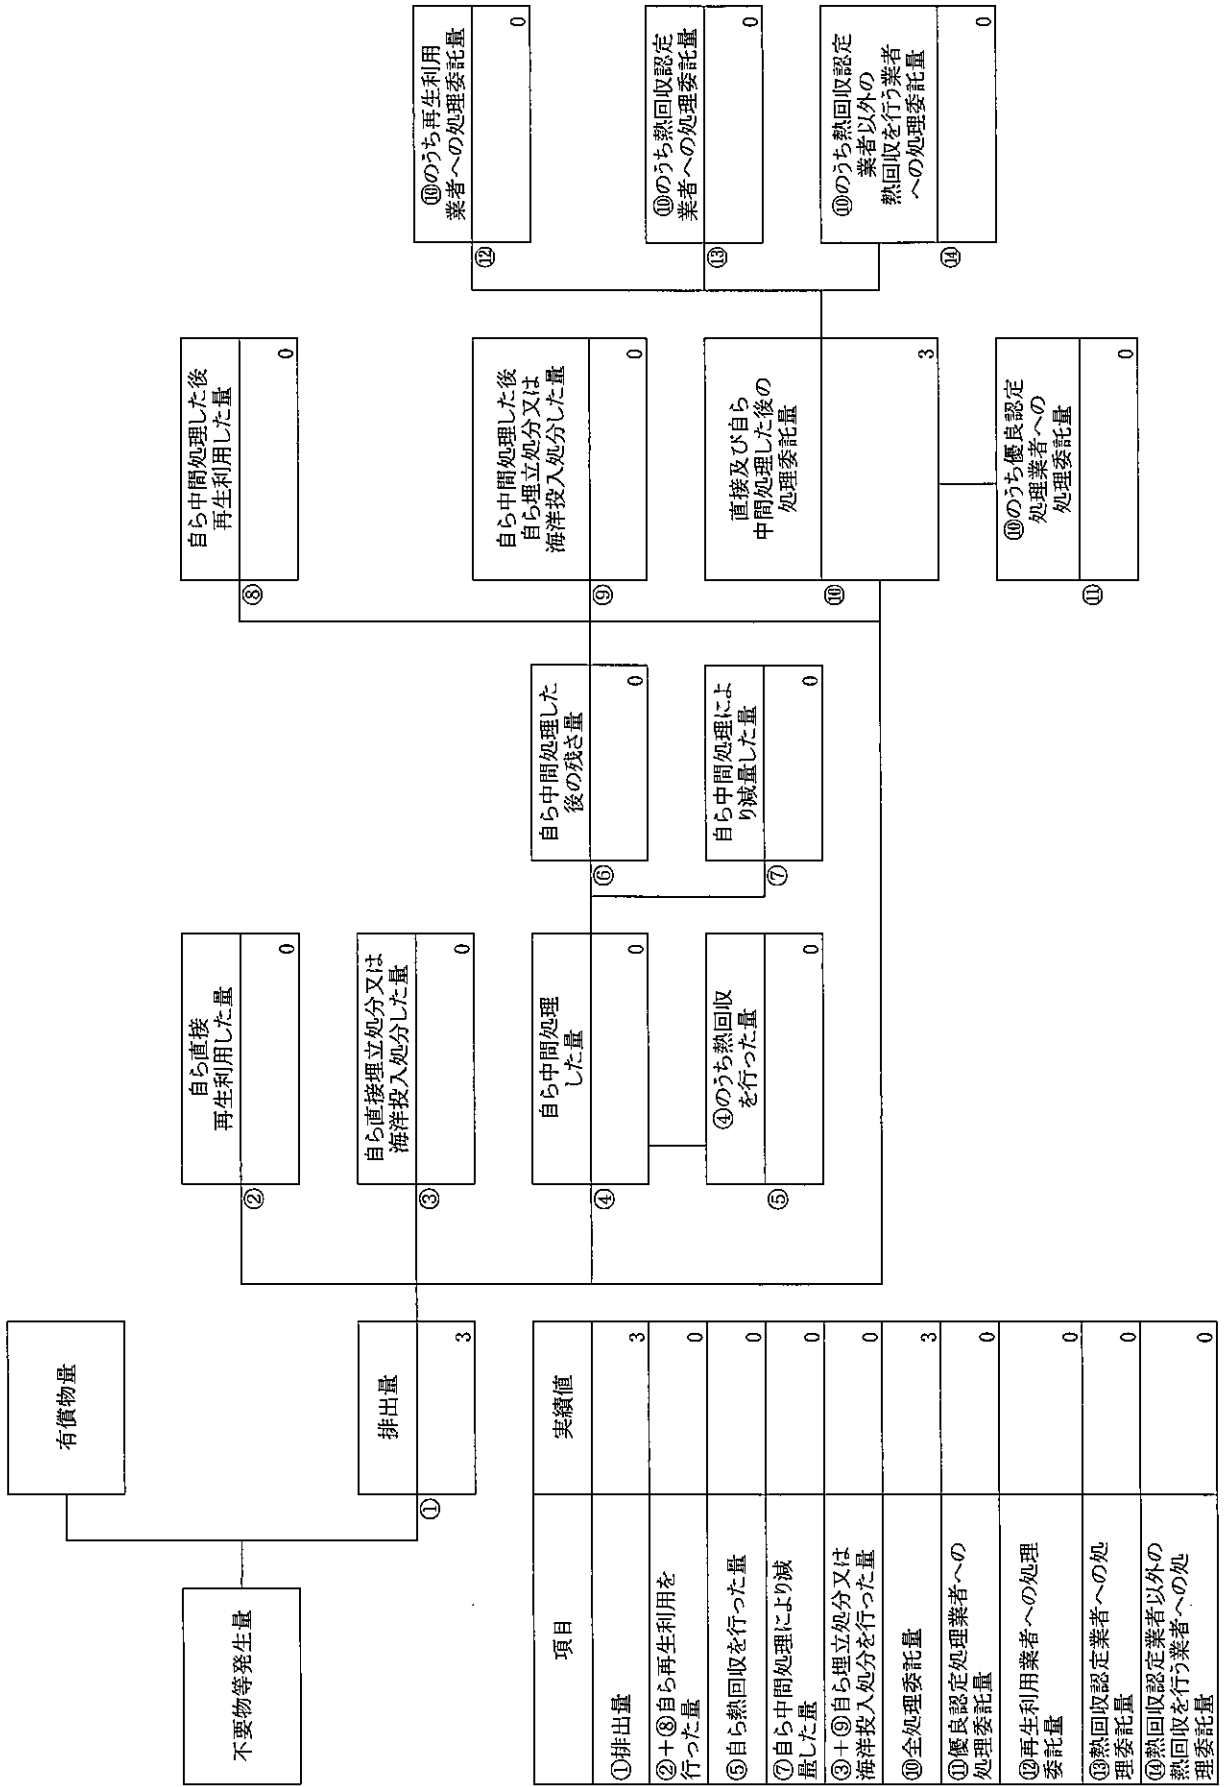 不要物等発生量
有償物量
①
排出量
3
②
自ら直接
再生利用した量
0
③
自ら直接埋立処分又は
海洋投入処分した量
0
④
自ら中間処理
した量
0
⑤
④のうち熱回収
を行った量
0
⑥
自ら中間処理した
後の残さ量
0
⑦
自ら中間処理によ
り減量した量
0
⑧
自ら中間処理した後
再生利用した量
0
⑨
自ら中間処理した後
自ら埋立処分又は
海洋投入処分した量
0
⑩
直接及び自ら
中間処理した後の
処理委託量
3
⑪
⑩のうち優良認定
処理業者への
処理委託量
0
⑫
⑩のうち再生利用
業者への処理委託量
0
⑬
⑩のうち熱回収認定
業者への処理委託量
0
⑭
⑩のうち熱回収認定
業者以外の
熱回収を行う業者
への処理委託量
0
項目
実績値
①排出量
3
②+⑧自ら再生利用を
行った量
0
⑤自ら熱回収を行った量
0
⑦自ら中間処理により減
量した量
0
③+⑨自ら埋立処分又は
海洋投入処分を行った量
0
⑩全処理委託量
3
⑪優良認定処理業者への
処理委託量
0
⑫再生利用業者への処理
委託量
0
⑬熱回収認定業者への処
理委託量
0
⑭熱回収認定業者以外の
熱回収を行う業者への処
理委託量
0